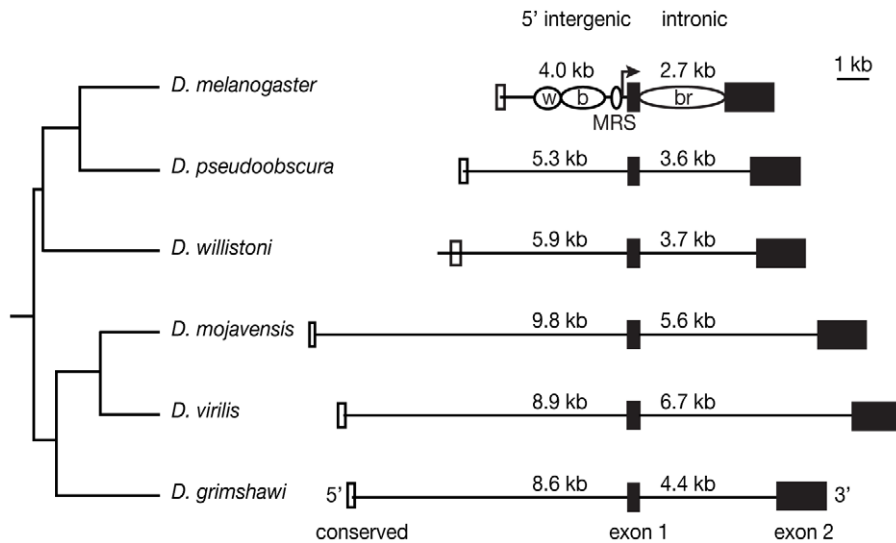 5’ intergenic intronic
D. melanogaster 4.0 kb 2.7 kb 1 kb
w b br
MRS
D. pseudoobscura 5.3 kb 3.6 kb
D. willistoni 5.9 kb 3.7 kb
D. mojavensis 9.8 kb 5.6 kb
D. virilis 8.9 kb 6.7 kb
D. grimshawi 5’ 8.6 kb 4.4 kb 3’
conserved exon 1 exon 2